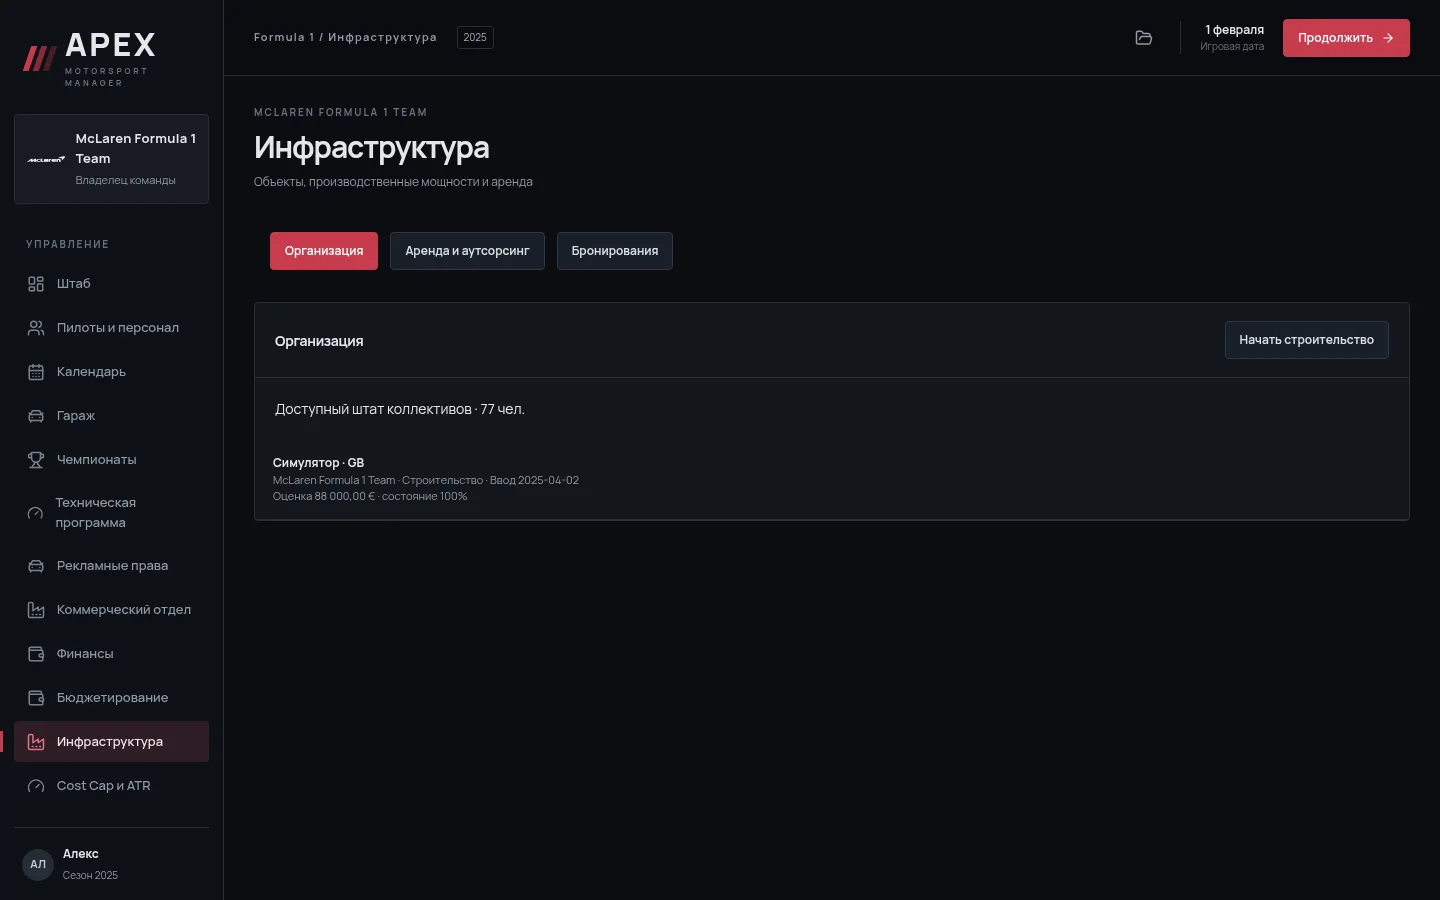 APEX
MOTORSPORT
MANAGER
McLaren
McLaren Formula 1
Team
Владелец команды
УПРАВЛЕНИЕ
Штаб
Пилоты и персонал
Календарь
Гараж
Чемпионаты
Техническая
программа
Рекламные права
Коммерческий отдел
Финансы
Бюджетирование
Инфраструктура
Cost Cap и ATR
АЛ
Алекс
Сезон 2025
Formula 1 / Инфраструктура
2025
1 февраля
Игровая дата
Продолжить
MCLAREN FORMULA 1 TEAM
Инфраструктура
Объекты, производственные мощности и аренда
Организация
Аренда и аутсорсинг
Бронирования
Организация
Начать строительство
Доступный штат коллективов · 77 чел.
Симулятор · GB
McLaren Formula 1 Team · Строительство · Ввод 2025-04-02
Оценка 88 000,00 € · состояние 100%